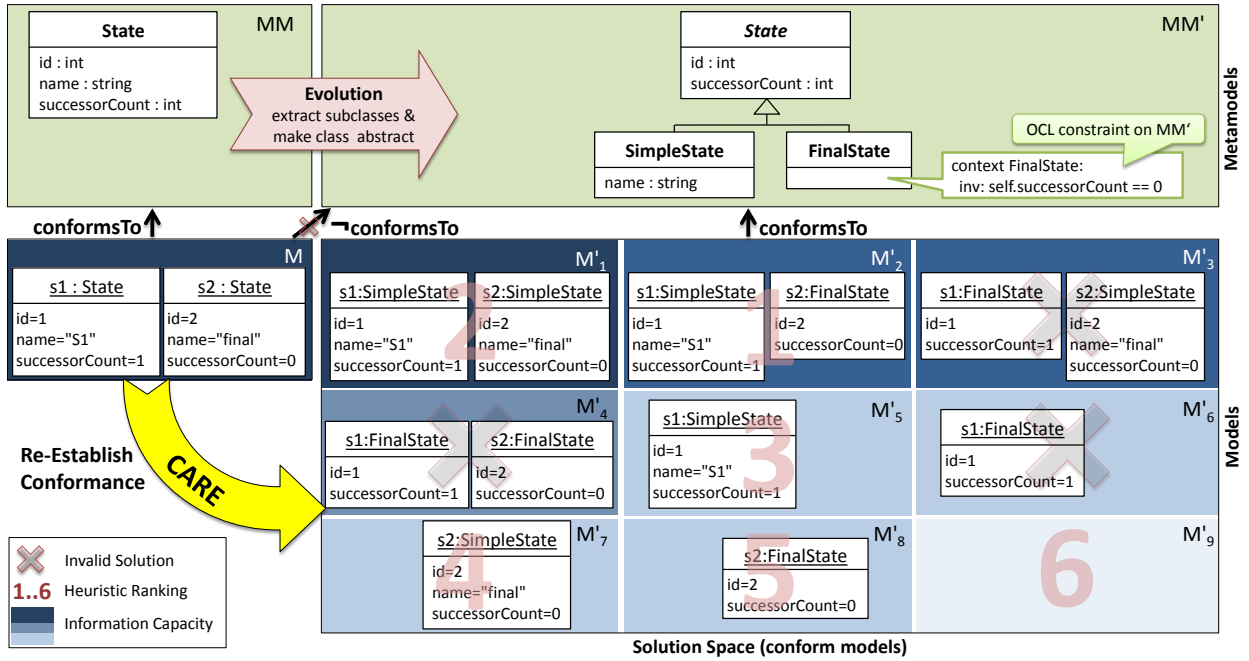 MM
State
id : int
name : string
successorCount : int
Evolution
extract subclasses &
make class abstract
MM'
State
id : int
successorCount : int
SimpleState
name : string
FinalState
OCL constraint on MM‘
context FinalState:
inv: self.successorCount == 0
Metamodels
conformsTo
¬conformsTo
conformsTo
M
s1 : State
id=1
name="S1"
successorCount=1
s2 : State
id=2
name="final"
successorCount=0
M'1
s1:SimpleState
id=1
name="S1"
successorCount=1
s2:SimpleState
id=2
name="final"
successorCount=0
2
M'2
s1:SimpleState
id=1
name="S1"
successorCount=1
s2:FinalState
id=2
successorCount=0
1
M'3
s1:FinalState
id=1
successorCount=1
s2:SimpleState
id=2
name="final"
successorCount=0
M'4
s1:FinalState
id=1
successorCount=1
s2:FinalState
id=2
successorCount=0
M'5
s1:SimpleState
id=1
name="S1"
successorCount=1
3
M'6
s1:FinalState
id=1
successorCount=1
Models
Re-Establish
Conformance
CARE
M'7
s2:SimpleState
id=2
name="final"
successorCount=0
4
M'8
s2:FinalState
id=2
successorCount=0
5
M'9
6
Invalid Solution
1..6 Heuristic Ranking
Information Capacity
Solution Space (conform models)